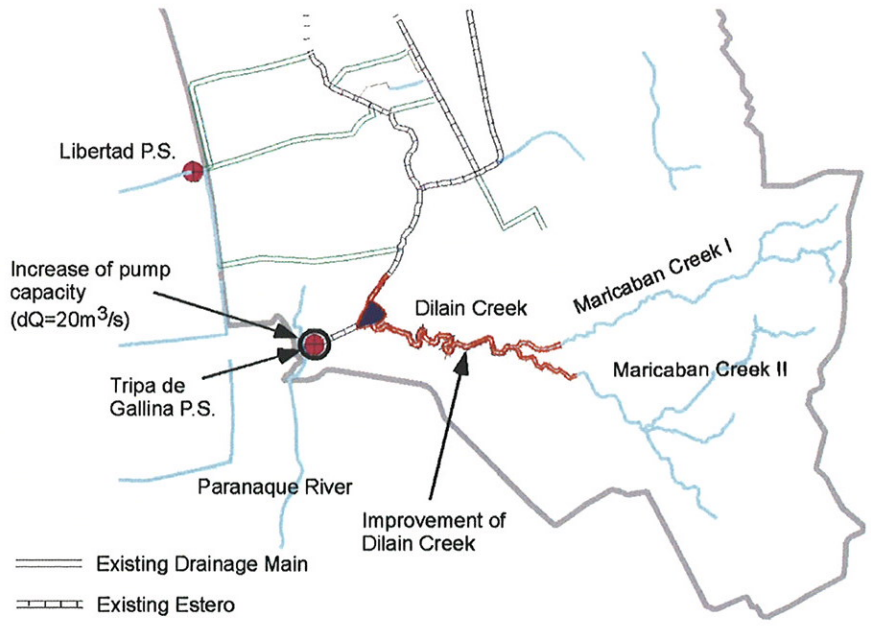 Libertad P.S.
Increase of pump
capacity
(dQ=20m³/s)
Dilain Creek
Maricaban Creek I
Maricaban Creek II
Tripa de
Gallina P.S.
Paranaque River
Improvement of
Dilain Creek
Existing Drainage Main
Existing Estero